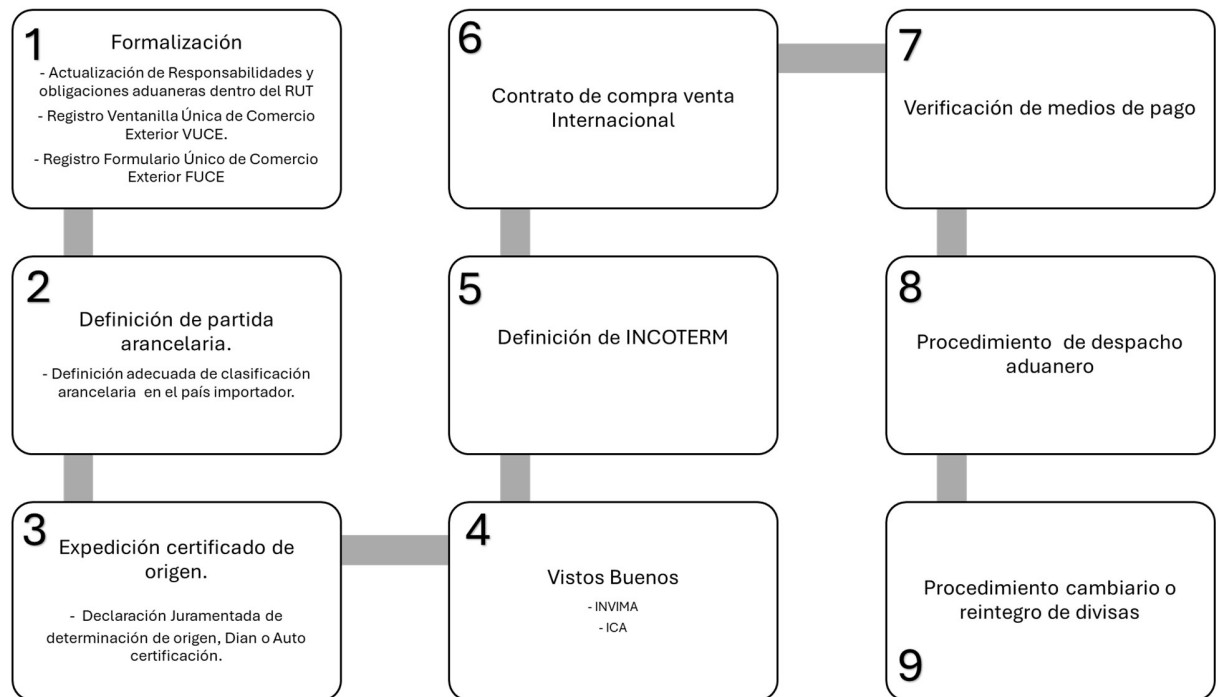 1
Formalización
- Actualización de Responsabilidades y
obligaciones aduaneras dentro del RUT
- Registro Ventanilla Única de Comercio
Exterior VUCE.
- Registro Formulario Único de Comercio
Exterior FUCE
2
Definición de partida
arancelaria.
- Definición adecuada de clasificación
arancelaria en el país importador.
3
Expedición certificado de
origen.
- Declaración Juramentada de
determinación de origen, Dian o Auto
certificación.
4
Vistos Buenos
- INVIMA
- ICA
5
Definición de INCOTERM
6
Contrato de compra venta
Internacional
7
Verificación de medios de pago
8
Procedimiento de despacho
aduanero
Procedimiento cambiario o
reintegro de divisas
9